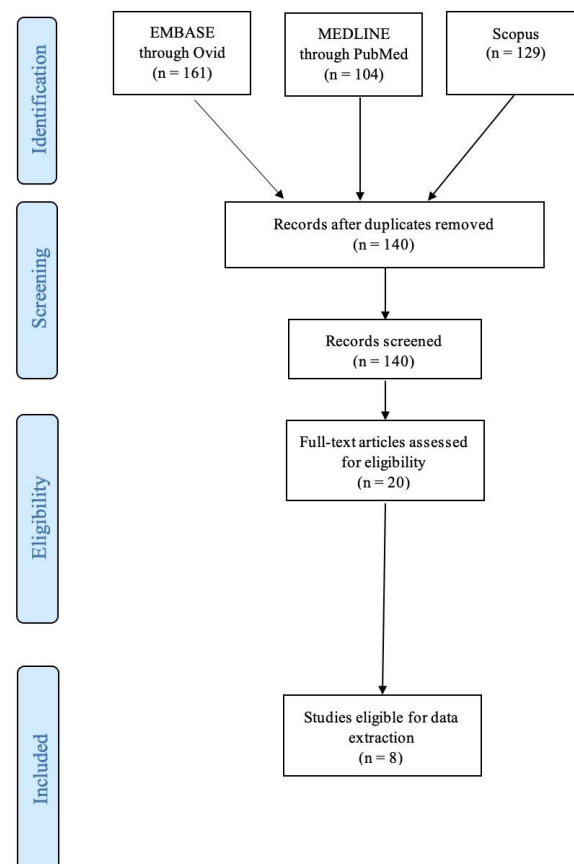 Identification
EMBASE
through Ovid
(n = 161)
MEDLINE
through PubMed
(n = 104)
Scopus
(n = 129)
Screening
Records after duplicates removed
(n = 140)
Records screened
(n = 140)
Eligibility
Full-text articles assessed
for eligibility
(n = 20)
Included
Studies eligible for data
extraction
(n = 8)